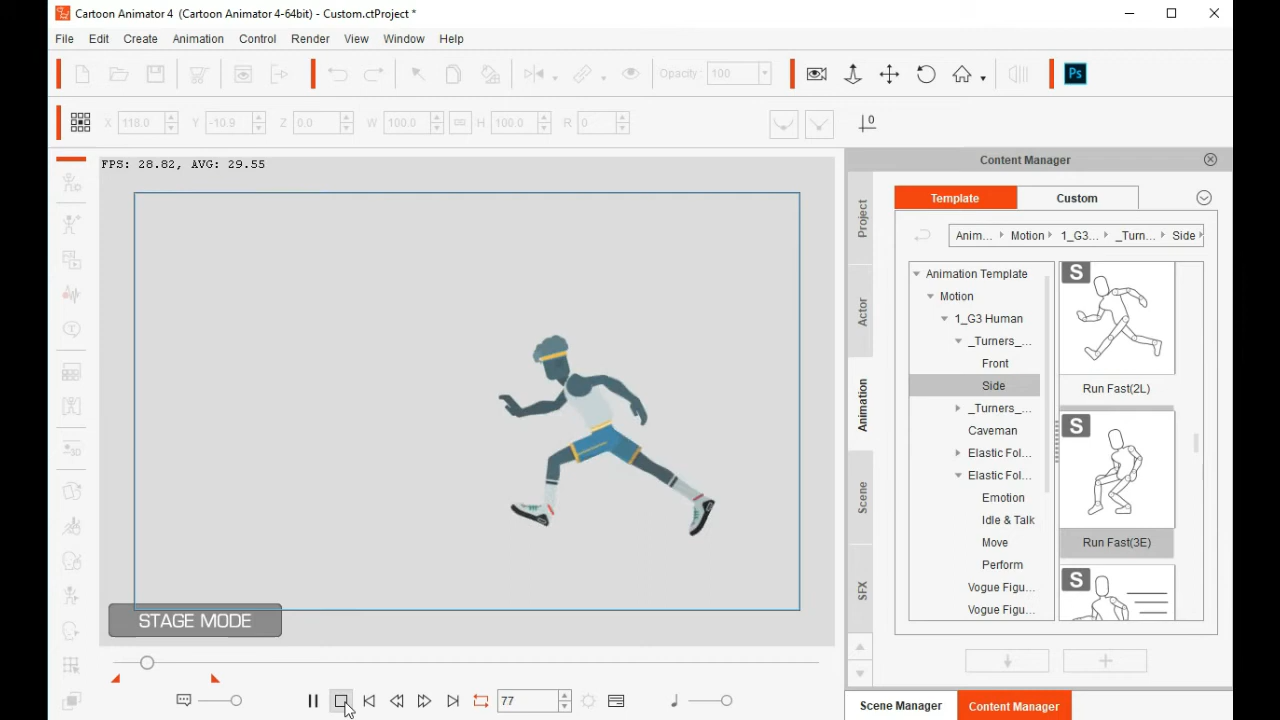 Cartoon Animator 4 (Cartoon Animator 4-64bit) - Custom.ctProject *
File Edit Create Animation Control Render View Window Help
Opacity : 100
Ps
X 118.0 Y -10.9 Z 0.0 W 100.0 H 100.0 R 0
0
FPS: 28.82, AVG: 29.55
Content Manager
Template Custom
Anim... Motion 1_G3... _Turn... Side
Project
Actor
Animation
Scene
SFX
Animation Template
Motion
1_G3 Human
_Turners_...
Front
Side
_Turners_...
Caveman
Elastic Fol...
Elastic Fol...
Emotion
Idle & Talk
Move
Perform
Vogue Figu...
Vogue Figu...
S
Run Fast(2L)
S
Run Fast(3E)
S
STAGE MODE
77
Scene Manager Content Manager